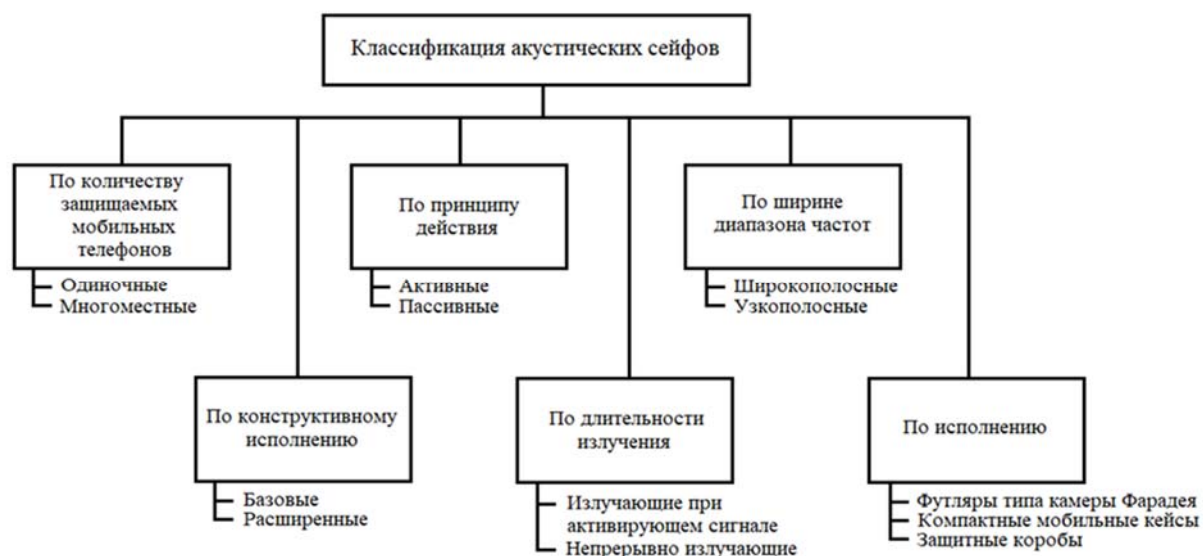 Классификация акустических сейфов
По количеству
защищаемых
мобильных
телефонов
Одиночные
Многоместные
По принципу
действия
Активные
Пассивные
По ширине
диапазона частот
Широкополосные
Узкополосные
По конструктивному
исполнению
Базовые
Расширенные
По длительности
излучения
Излучающие при
активирующем сигнале
Непрерывно излучающие
По исполнению
Футляры типа камеры Фарадея
Компактные мобильные кейсы
Защитные коробы